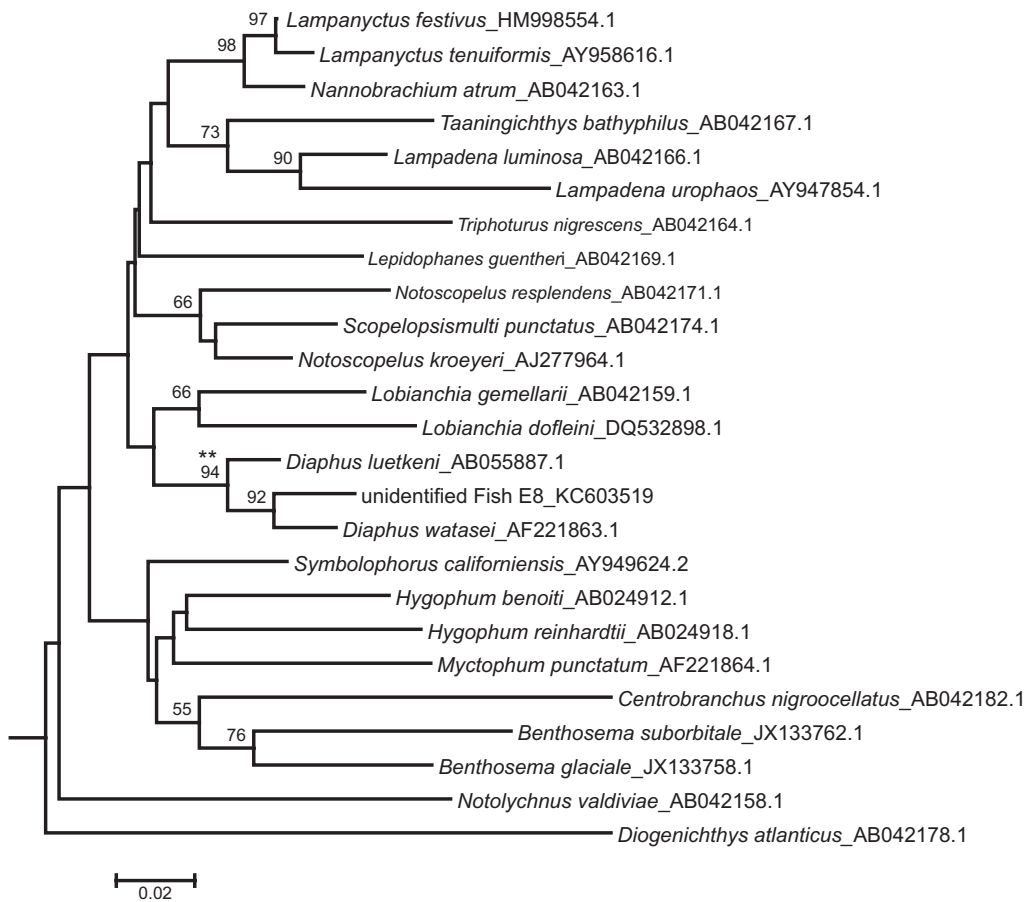 97
Lampanyctus festivus_HM998554.1
98
Lampanyctus tenuiformis_AY958616.1
Nannobrachium atrum_AB042163.1
73
Taaningichthys bathyphilus_AB042167.1
90
Lampadena luminosa_AB042166.1
Lampadena urophaos_AY947854.1
Triphoturus nigrescens_AB042164.1
Lepidophanes guentheri_AB042169.1
66
Notoscopelus resplendens_AB042171.1
Scopelopsismulti punctatus_AB042174.1
Notoscopelus kroeyeri_AJ277964.1
66
Lobianchia gemellarii_AB042159.1
Lobianchia dofleini_DQ532898.1
**
94
Diaphus luetkeni_AB055887.1
92
unidentified Fish E8_KC603519
Diaphus watasei_AF221863.1
Symbolophorus californiensis_AY949624.2
Hygophum benoiti_AB024912.1
Hygophum reinhardtii_AB024918.1
Myctophum punctatum_AF221864.1
55
Centrobranchus nigroocellatus_AB042182.1
76
Benthosema suborbitale_JX133762.1
Benthosema glaciale_JX133758.1
Notolychnus valdiviae_AB042158.1
Diogenichthys atlanticus_AB042178.1
0.02